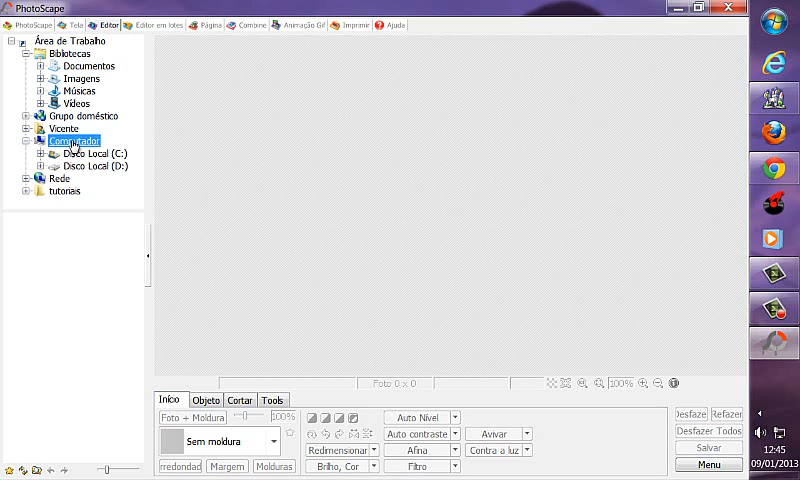 PhotoScape
PhotoScape Tela Editor Editor em lotes Página Combine Animação Gif Imprimir Ajuda
Área de Trabalho
Bibliotecas
Documentos
Imagens
Músicas
Vídeos
Grupo doméstico
Vicente
Computador
Disco Local (C:)
Disco Local (D:)
Rede
tutoriais
Foto 0 x 0
100%
Início Objeto Cortar Tools
Foto + Moldura 100%
Sem moldura
rredondad Margem Molduras
Auto Nível
Auto contraste Avivar
Redimensionar Afina Contra a luz
Brilho, Cor Filtro
Desfaze Refazer
Desfazer Todos
Salvar
Menu
12:45
09/01/2013